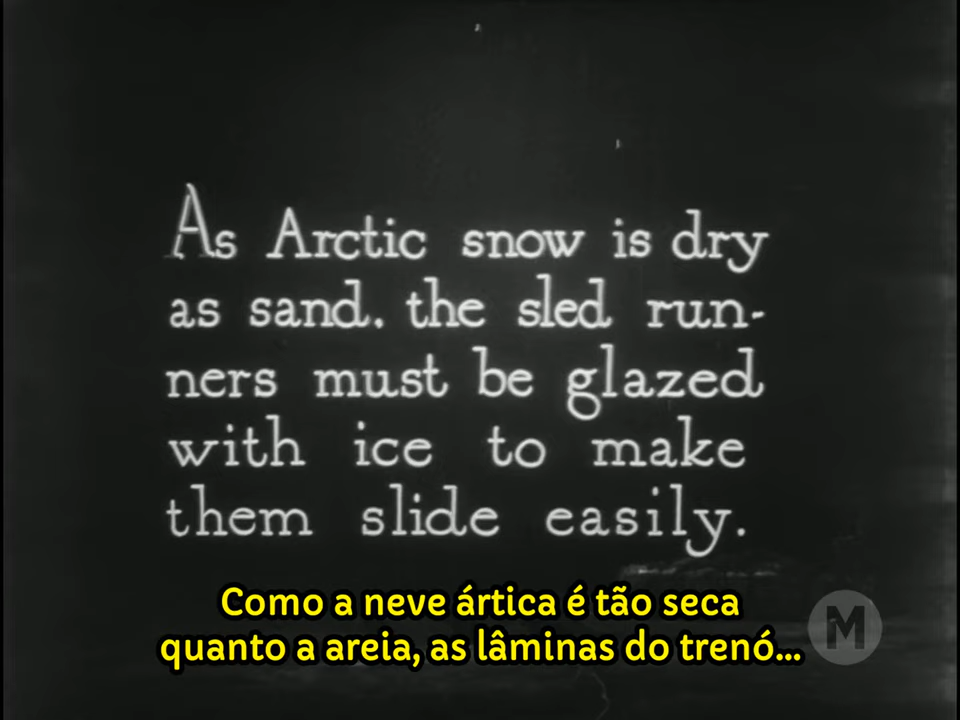 As Arctic snow is dry
as sand. the sled run-
ners must be glazed
with ice to make
them slide easily.
Como a neve ártica é tão seca
quanto a areia, as lâminas do trenó...
M